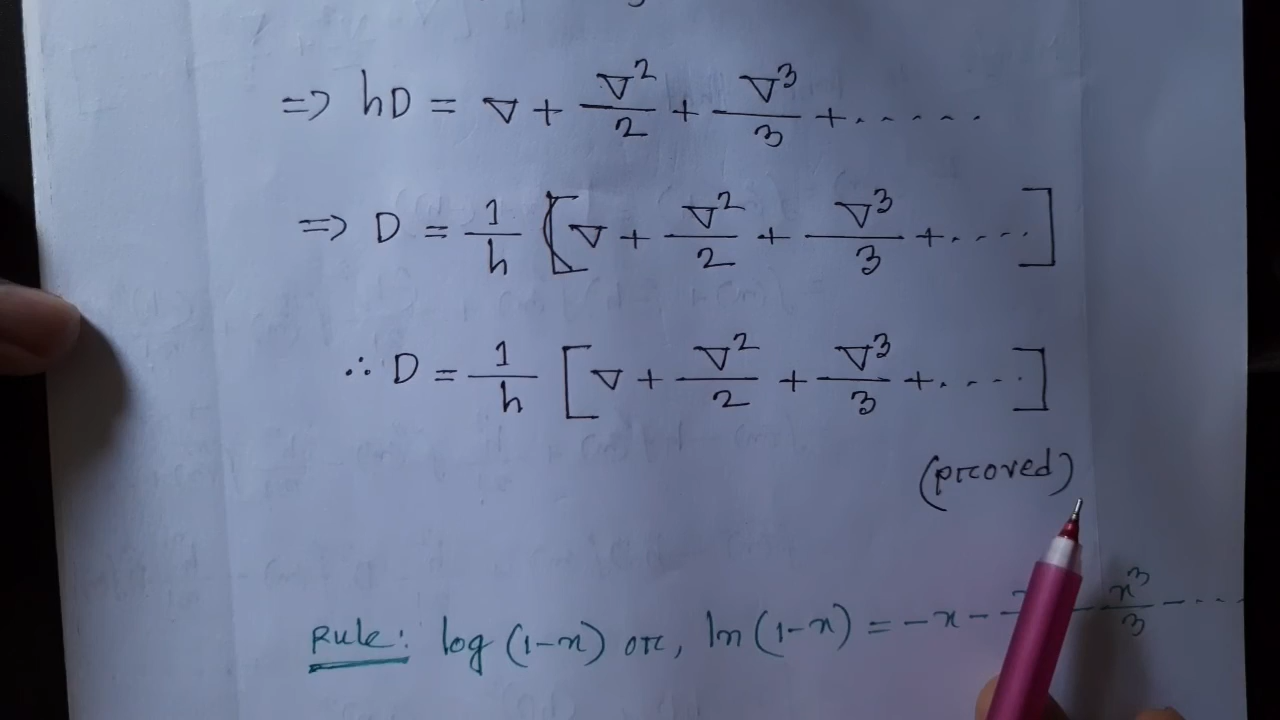 => hD = ∇ + ∇²/2 + ∇³/3 + ......
=> D = 1/h [∇ + ∇²/2 + ∇³/3 + ....]
∴ D = 1/h [∇ + ∇²/2 + ∇³/3 + ....]
(proved)
Rule: log (1-x) or, ln (1-x) = -x - - x³/3 - ....